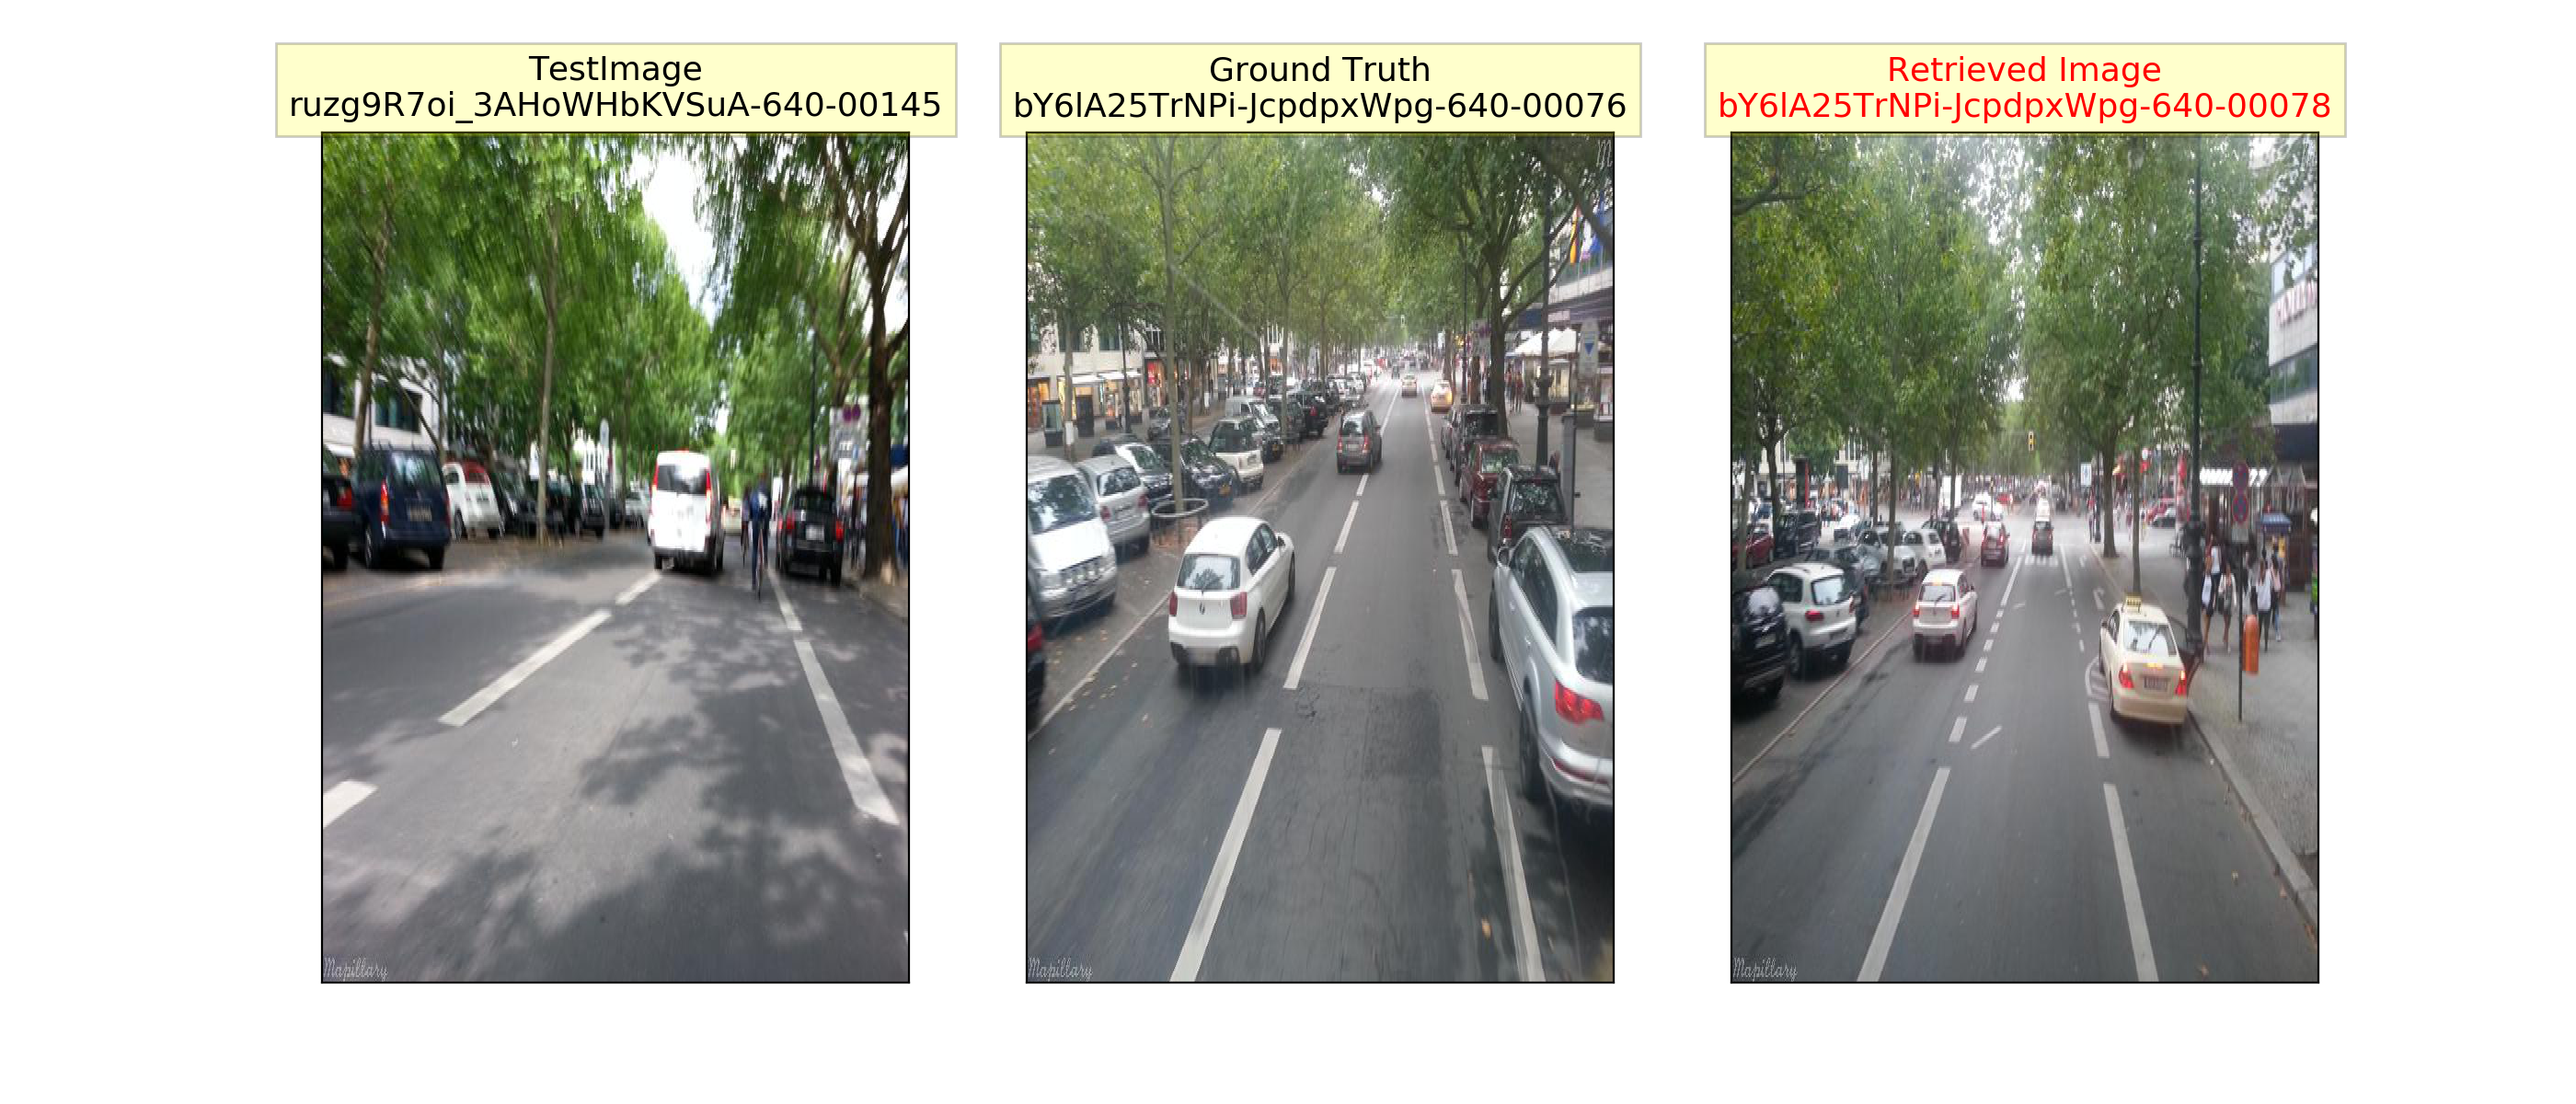 TestImage
ruzg9R7oi_3AHoWHbKVSuA-640-00145
Ground Truth
bY6lA25TrNPi-JcpdpxWpg-640-00076
Retrieved Image
bY6lA25TrNPi-JcpdpxWpg-640-00078
Mapillary
Mapillary
Mapillary